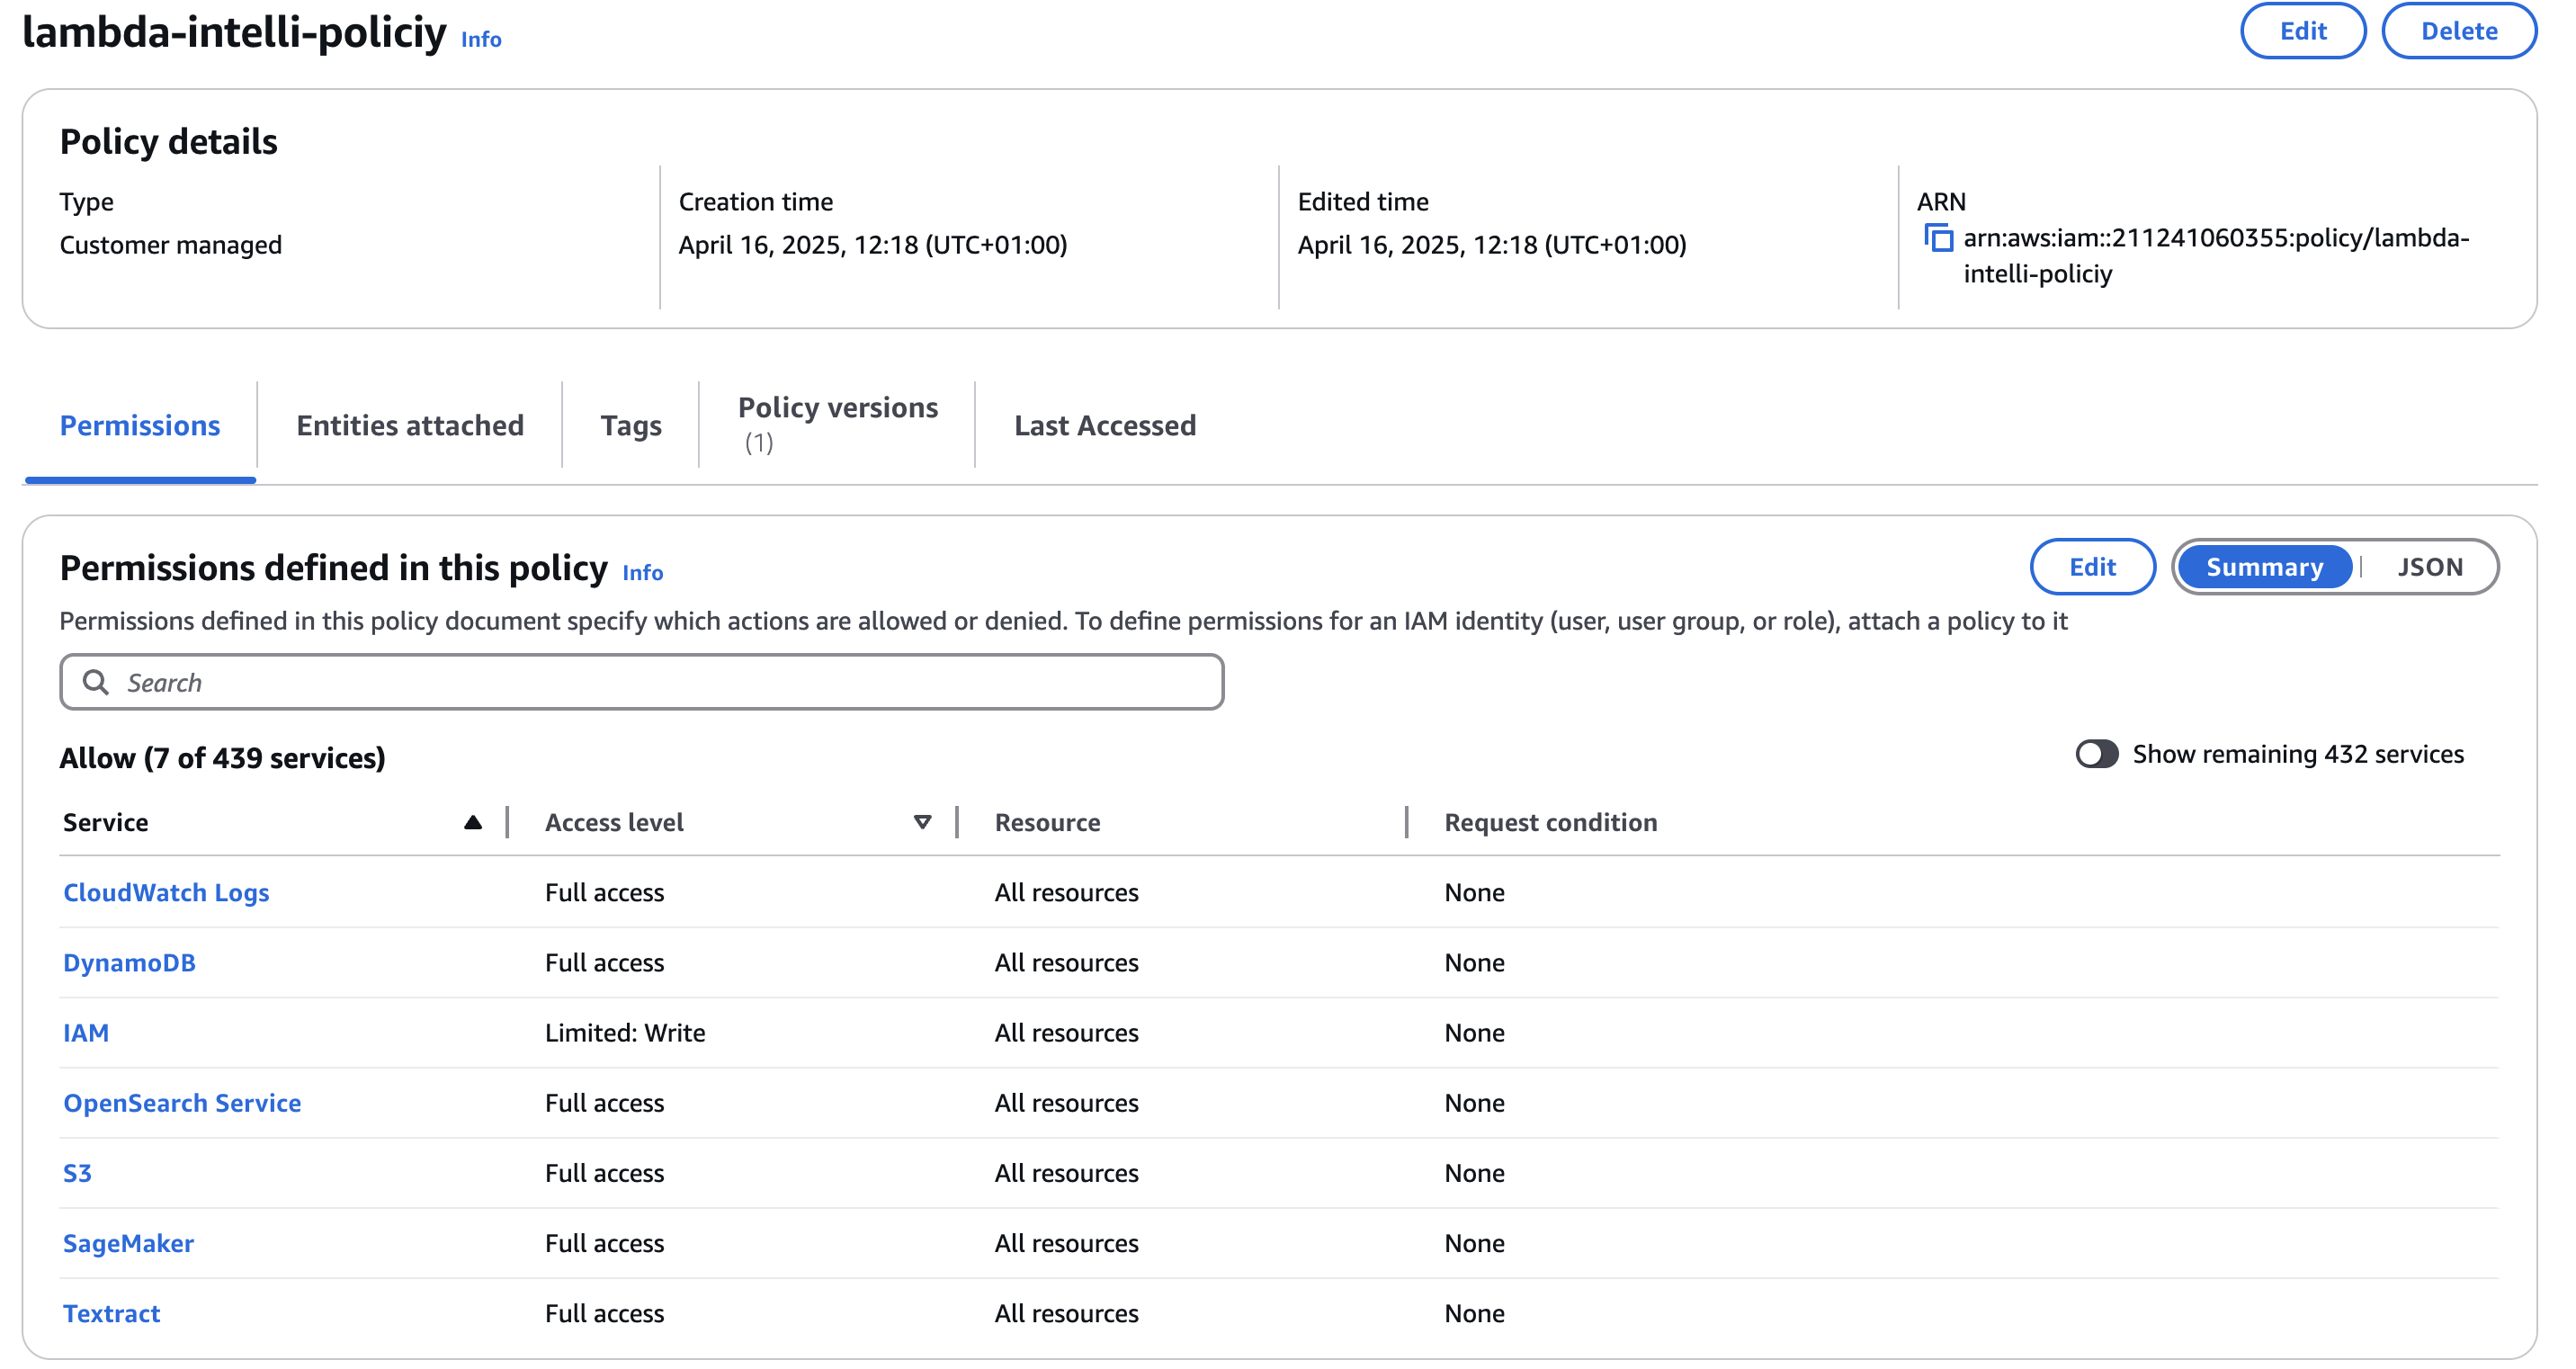 lambda-intelli-policiy Info
Edit
Delete
Policy details
Type
Customer managed
Creation time
April 16, 2025, 12:18 (UTC+01:00)
Edited time
April 16, 2025, 12:18 (UTC+01:00)
ARN
arn:aws:iam::211241060355:policy/lambda-
intelli-policiy
Permissions
Entities attached
Tags
Policy versions
(1)
Last Accessed
Permissions defined in this policy Info
Edit
Summary
JSON
Permissions defined in this policy document specify which actions are allowed or denied. To define permissions for an IAM identity (user, user group, or role), attach a policy to it
Search
Allow (7 of 439 services)
Show remaining 432 services
Service Access level Resource Request condition
CloudWatch Logs Full access All resources None
DynamoDB Full access All resources None
IAM Limited: Write All resources None
OpenSearch Service Full access All resources None
S3 Full access All resources None
SageMaker Full access All resources None
Textract Full access All resources None